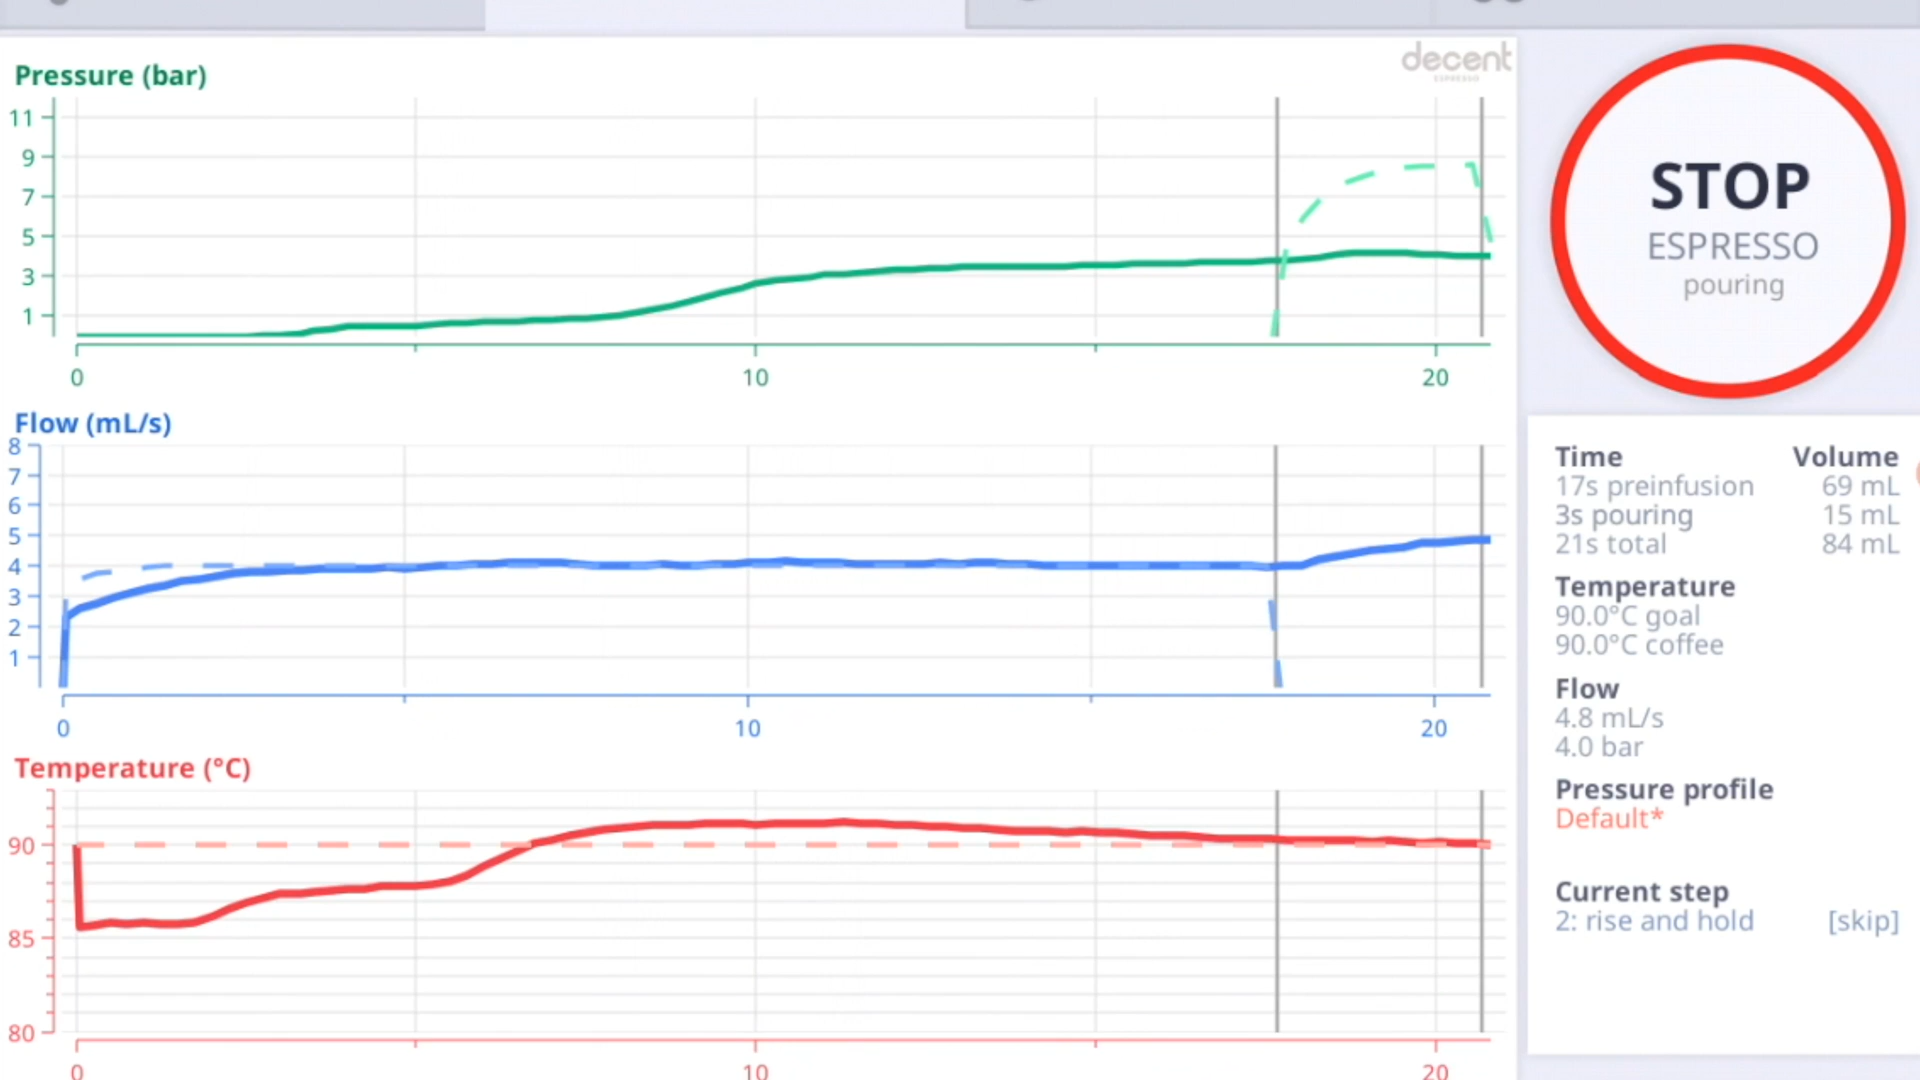 decent
ESPRESSO
Pressure (bar)
11
9
7
5
3
1
0 10 20
Flow (mL/s)
8
7
6
5
4
3
2
1
0 10 20
Temperature (°C)
90
85
80
0 10 20
STOP
ESPRESSO
pouring
Time Volume
17s preinfusion 69 mL
3s pouring 15 mL
21s total 84 mL
Temperature
90.0°C goal
90.0°C coffee
Flow
4.8 mL/s
4.0 bar
Pressure profile
Default*
Current step
2: rise and hold [skip]